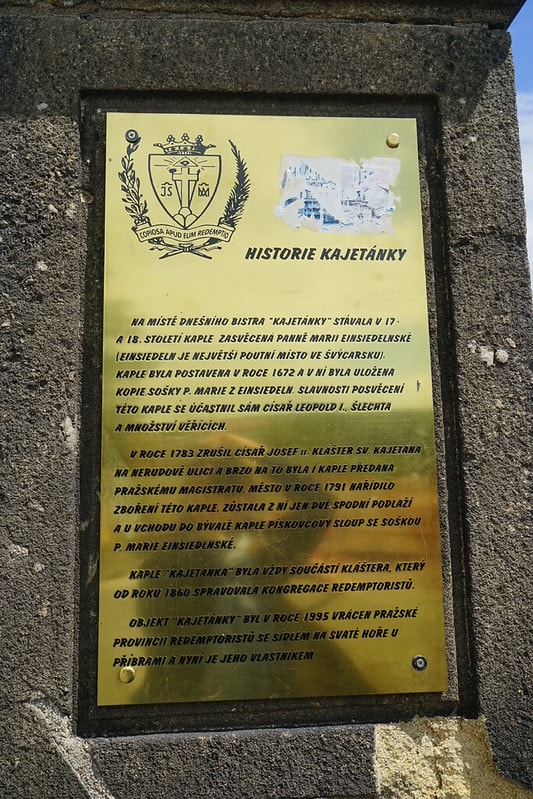 COPIOSA APUD EUM REDEMPTIO
HISTORIE KAJETÁNKY
NA MÍSTĚ DNEŠNÍHO BISTRA "KAJETÁNKY" STÁVALA V 17.
A 18. STOLETÍ KAPLE ZASVĚCENA PANNĚ MARII EINSIEDELNSKÉ
(EINSIEDELN JE NEJVĚTŠÍ POUTNÍ MÍSTO VE ŠVÝCARSKU).
KAPLE BYLA POSTAVENA V ROCE 1672 A V NÍ BYLA ULOŽENA
KOPIE SOŠKY P. MARIE Z EINSIEDELN. SLAVNOSTI POSVĚCENÍ
TÉTO KAPLE SE ÚČASTNIL SÁM CÍSAŘ LEOPOLD I., ŠLECHTA
A MNOŽSTVÍ VĚŘÍCÍCH.
V ROCE 1783 ZRUŠIL CÍSAŘ JOSEF II. KLÁŠTER SV. KAJETÁNA
NA NERUDOVĚ ULICI A BRZO NA TO BYLA I KAPLE PŘEDÁNA
PRAŽSKÉMU MAGISTRÁTU. MĚSTO V ROCE 1791 NAŘÍDILO
ZBOŘENÍ TÉTO KAPLE. ZŮSTALA Z NÍ JEN DVĚ SPODNÍ PODLAŽÍ
A U VCHODU DO BÝVALÉ KAPLE PÍSKOVCOVÝ SLOUP SE SOŠKOU
P. MARIE EINSIEDLNSKÉ.
KAPLE "KAJETÁNKA" BYLA VŽDY SOUČÁSTÍ KLÁŠTERA, KTERÝ
OD ROKU 1860 SPRAVOVALA KONGREGACE REDEMPTORISTŮ.
OBJEKT "KAJETÁNKY" BYL V ROCE 1995 VRÁCEN PRAŽSKÉ
PROVINCII REDEMPTORISTŮ SE SÍDLEM NA SVATÉ HOŘE U
PŘÍBRAMI A NYNÍ JE JEHO VLASTNÍKEM